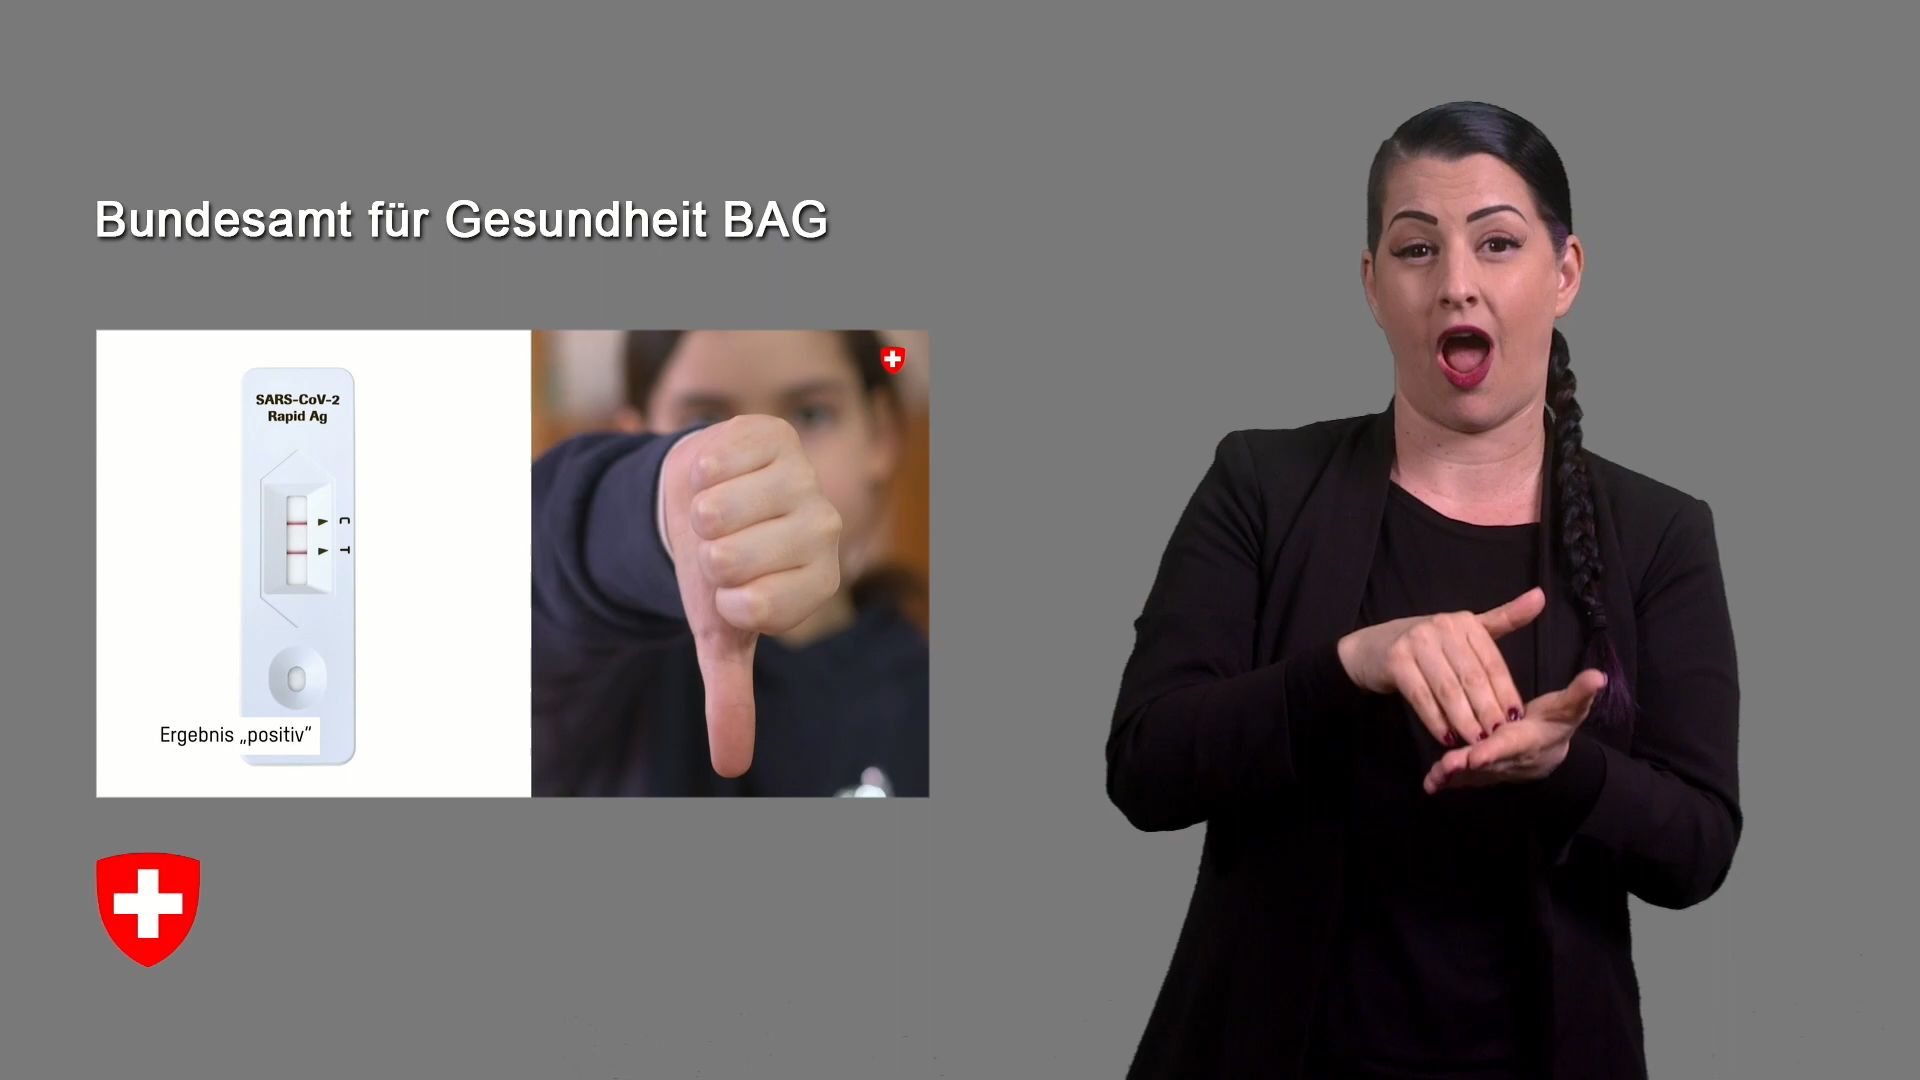 Bundesamt für Gesundheit BAG
SARS-CoV-2
Rapid Ag
C
T
Ergebnis „positiv“